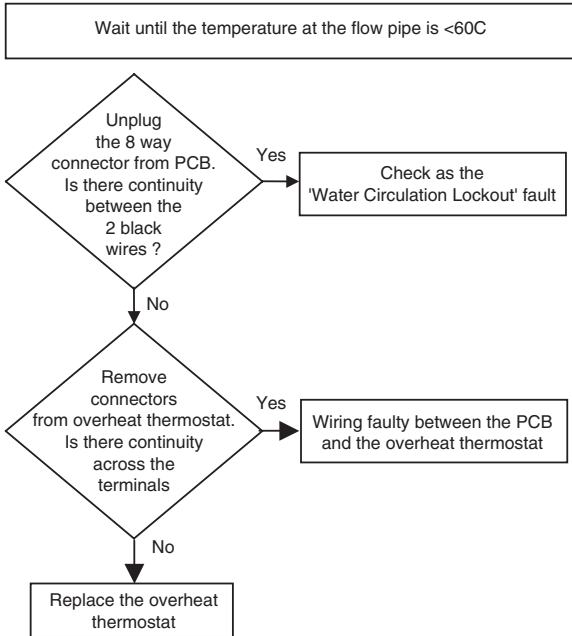 Wait until the temperature at the flow pipe is <60C
Unplug
the 8 way
connector from PCB.
Is there continuity
between the
2 black
wires ?
Yes
Check as the
'Water Circulation Lockout' fault
No
Remove
connectors
from overheat thermostat.
Is there continuity
across the
terminals
Yes
Wiring faulty between the PCB
and the overheat thermostat
No
Replace the overheat
thermostat